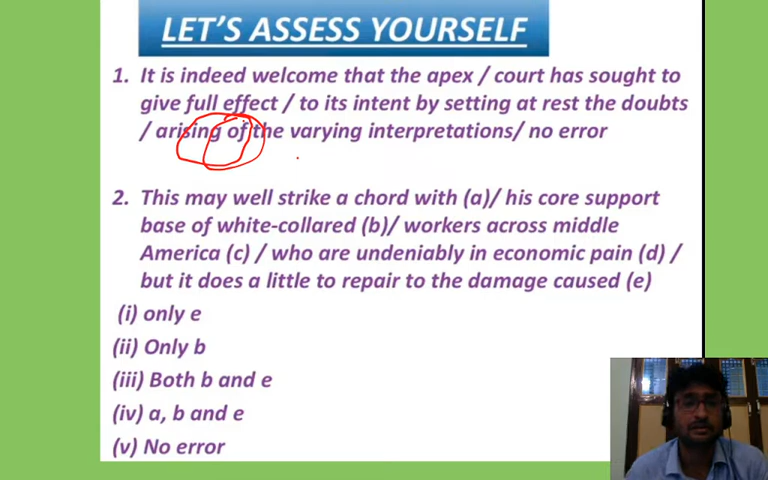 LET'S ASSESS YOURSELF
1. It is indeed welcome that the apex / court has sought to
give full effect / to its intent by setting at rest the doubts
/ arising of the varying interpretations/ no error
2. This may well strike a chord with (a)/ his core support
base of white-collared (b)/ workers across middle
America (c) / who are undeniably in economic pain (d) /
but it does a little to repair to the damage caused (e)
(i) only e
(ii) Only b
(iii) Both b and e
(iv) a, b and e
(v) No error